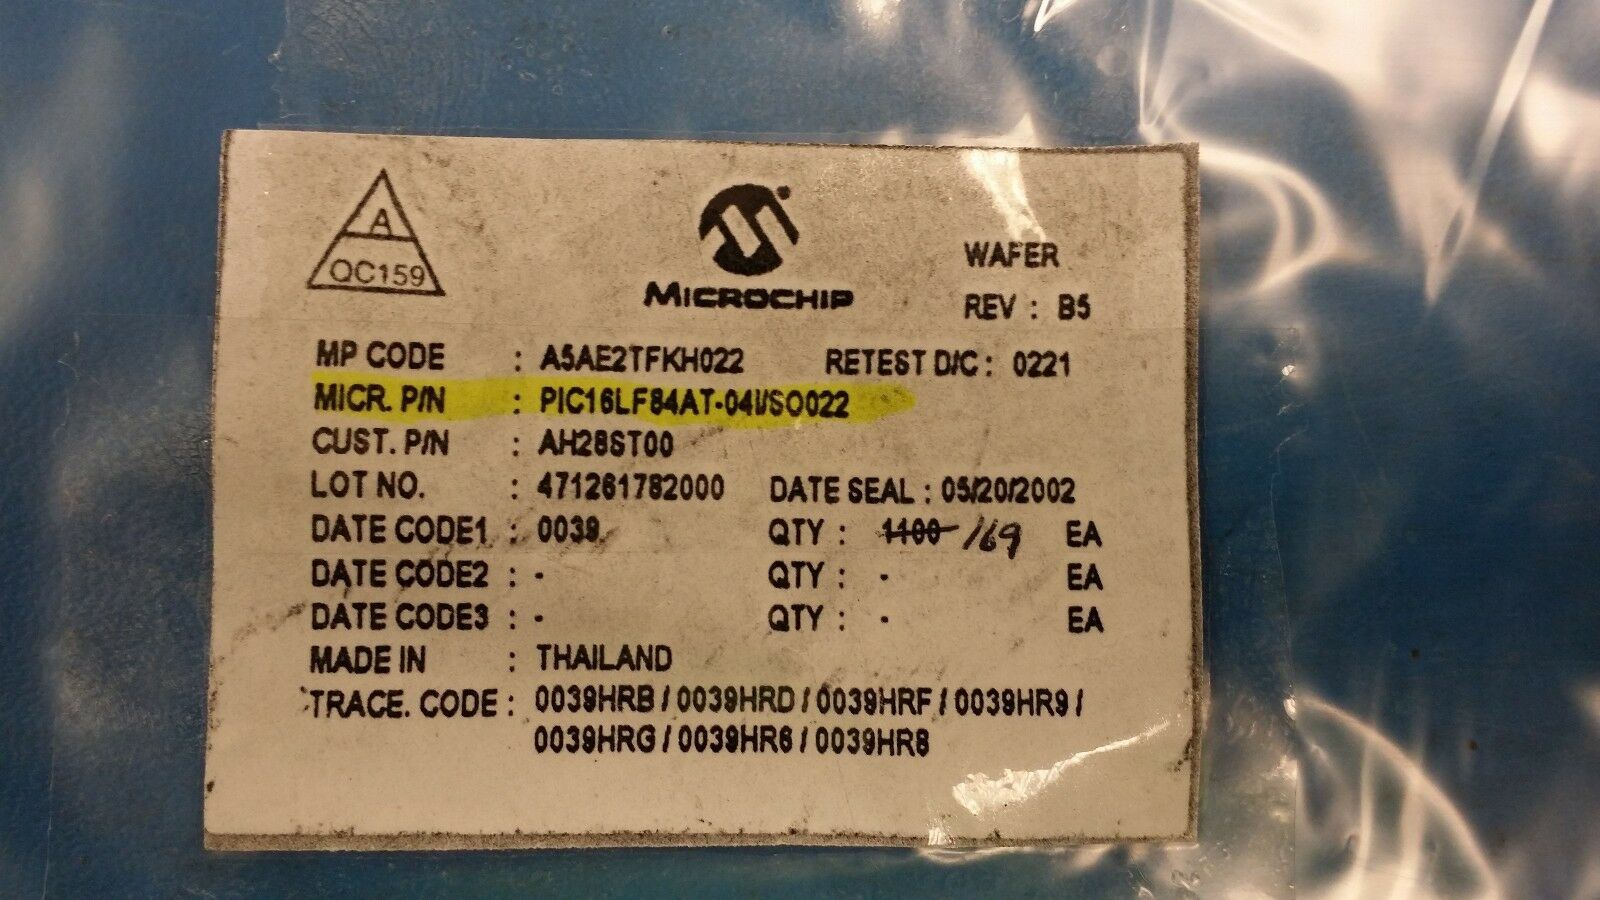 A
QC159
MICROCHIP
WAFER
REV : B5
MP CODE : A5AE2TFKH022 RETEST D/C : 0221
MICR. P/N : PIC16LF84AT-04I/SO022
CUST. P/N : AH28ST00
LOT NO. : 471261782000 DATE SEAL : 05/20/2002
DATE CODE1 : 0039 QTY : 1100 169 EA
DATE CODE2 : - QTY : - EA
DATE CODE3 : - QTY : - EA
MADE IN : THAILAND
TRACE. CODE : 0039HRB / 0039HRD / 0039HRF / 0039HR9 /
0039HRG / 0039HR6 / 0039HR8